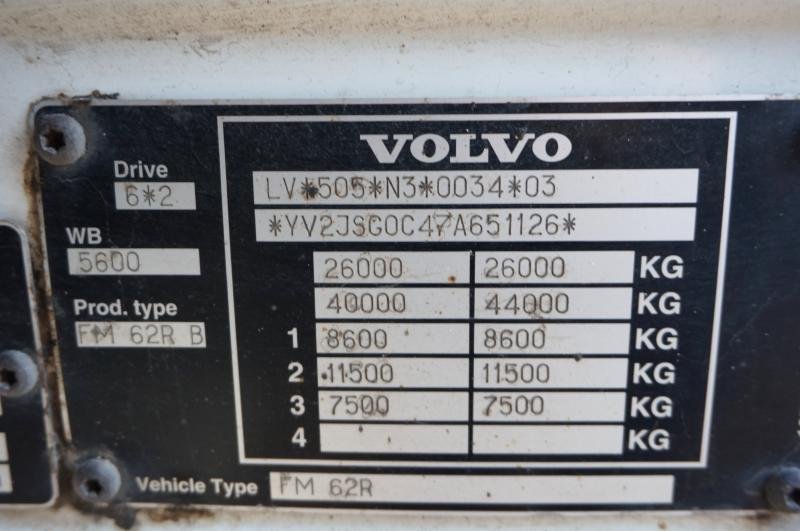 VOLVO
Drive
6*2
LV*505*N3*0034*03
*YV2JSG0C47A651126*
WB
5600
26000 26000 KG
Prod. type
40000 44000 KG
FM 62R B
1 8600 8600 KG
2 11500 11500 KG
3 7500 7500 KG
4 KG
Vehicle Type FM 62R